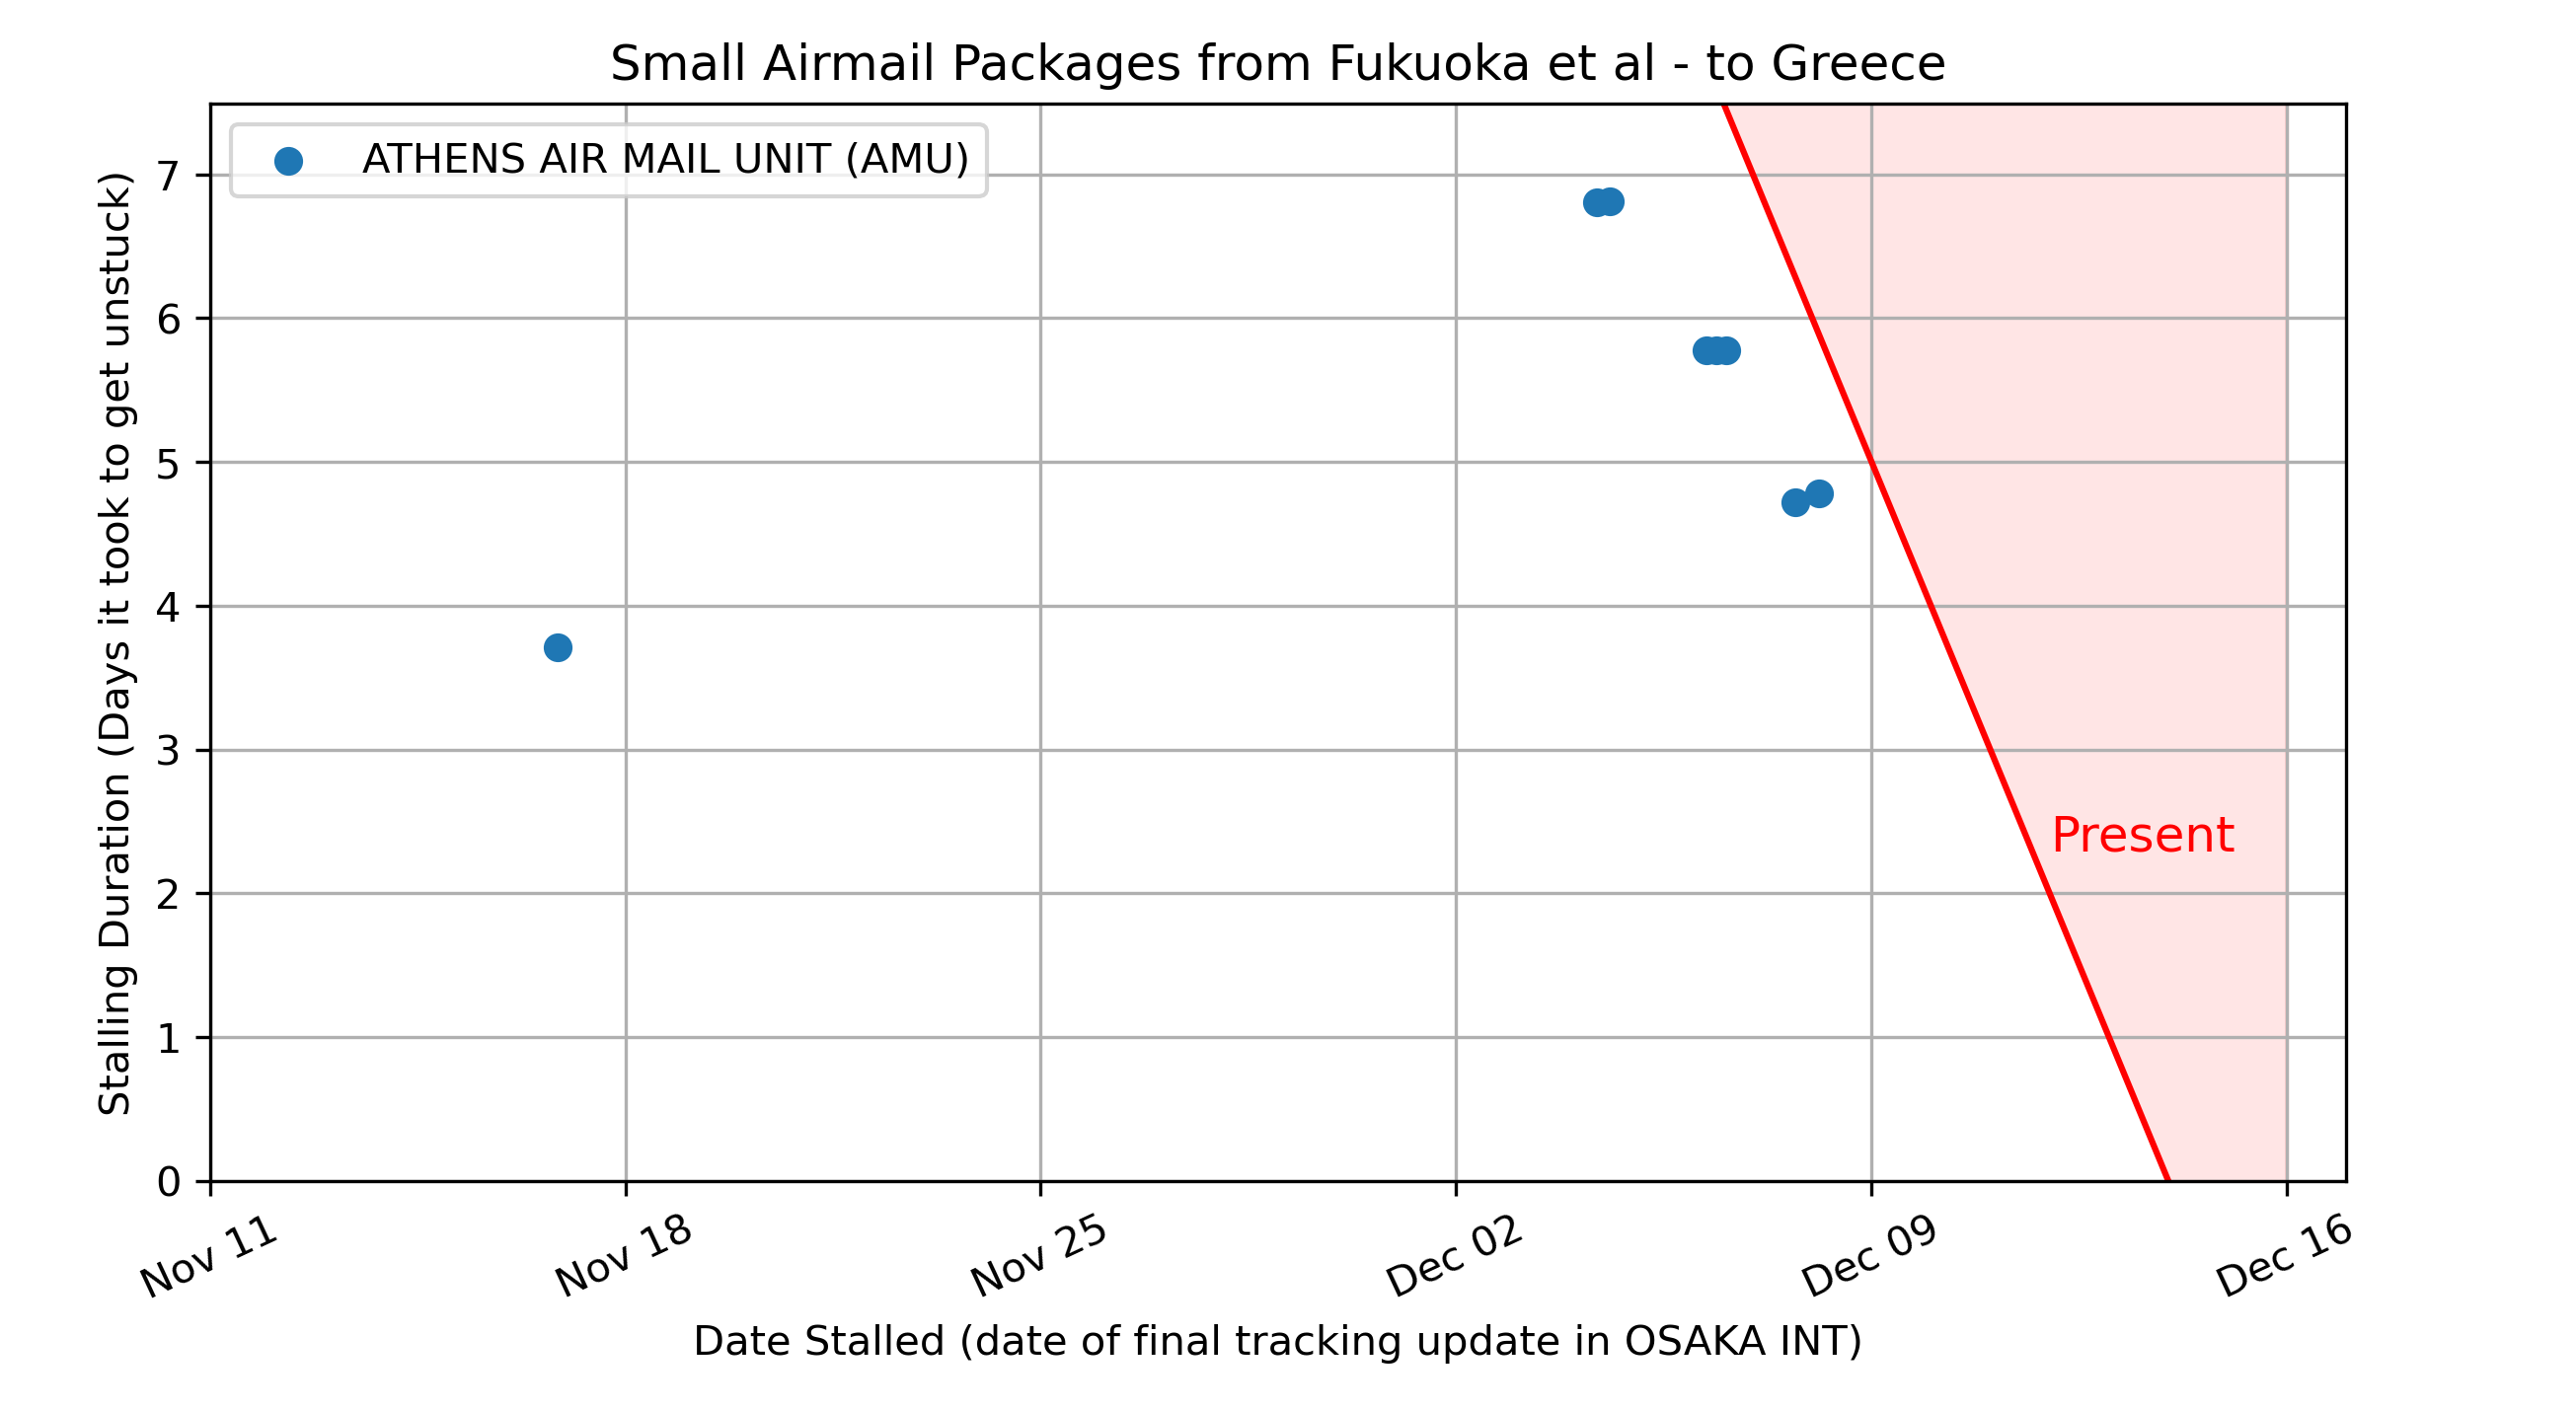 Small Airmail Packages from Fukuoka et al - to Greece
ATHENS AIR MAIL UNIT (AMU)
Stalling Duration (Days it took to get unstuck)
7
6
5
4
3
2
1
0
Present
Nov 11
Nov 18
Nov 25
Dec 02
Dec 09
Dec 16
Date Stalled (date of final tracking update in OSAKA INT)